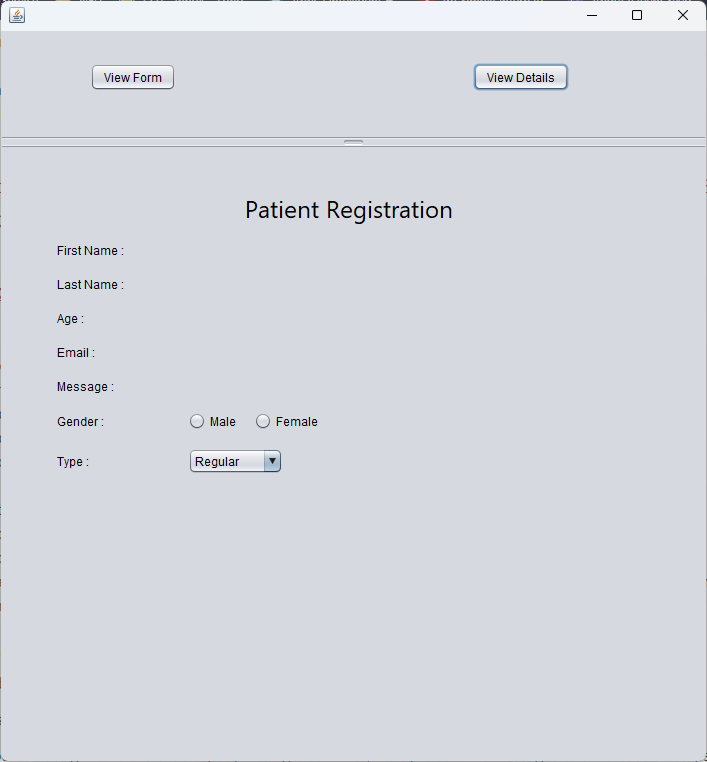 View Form View Details
Patient Registration
First Name :
Last Name :
Age :
Email :
Message :
Gender : Male Female
Type : Regular